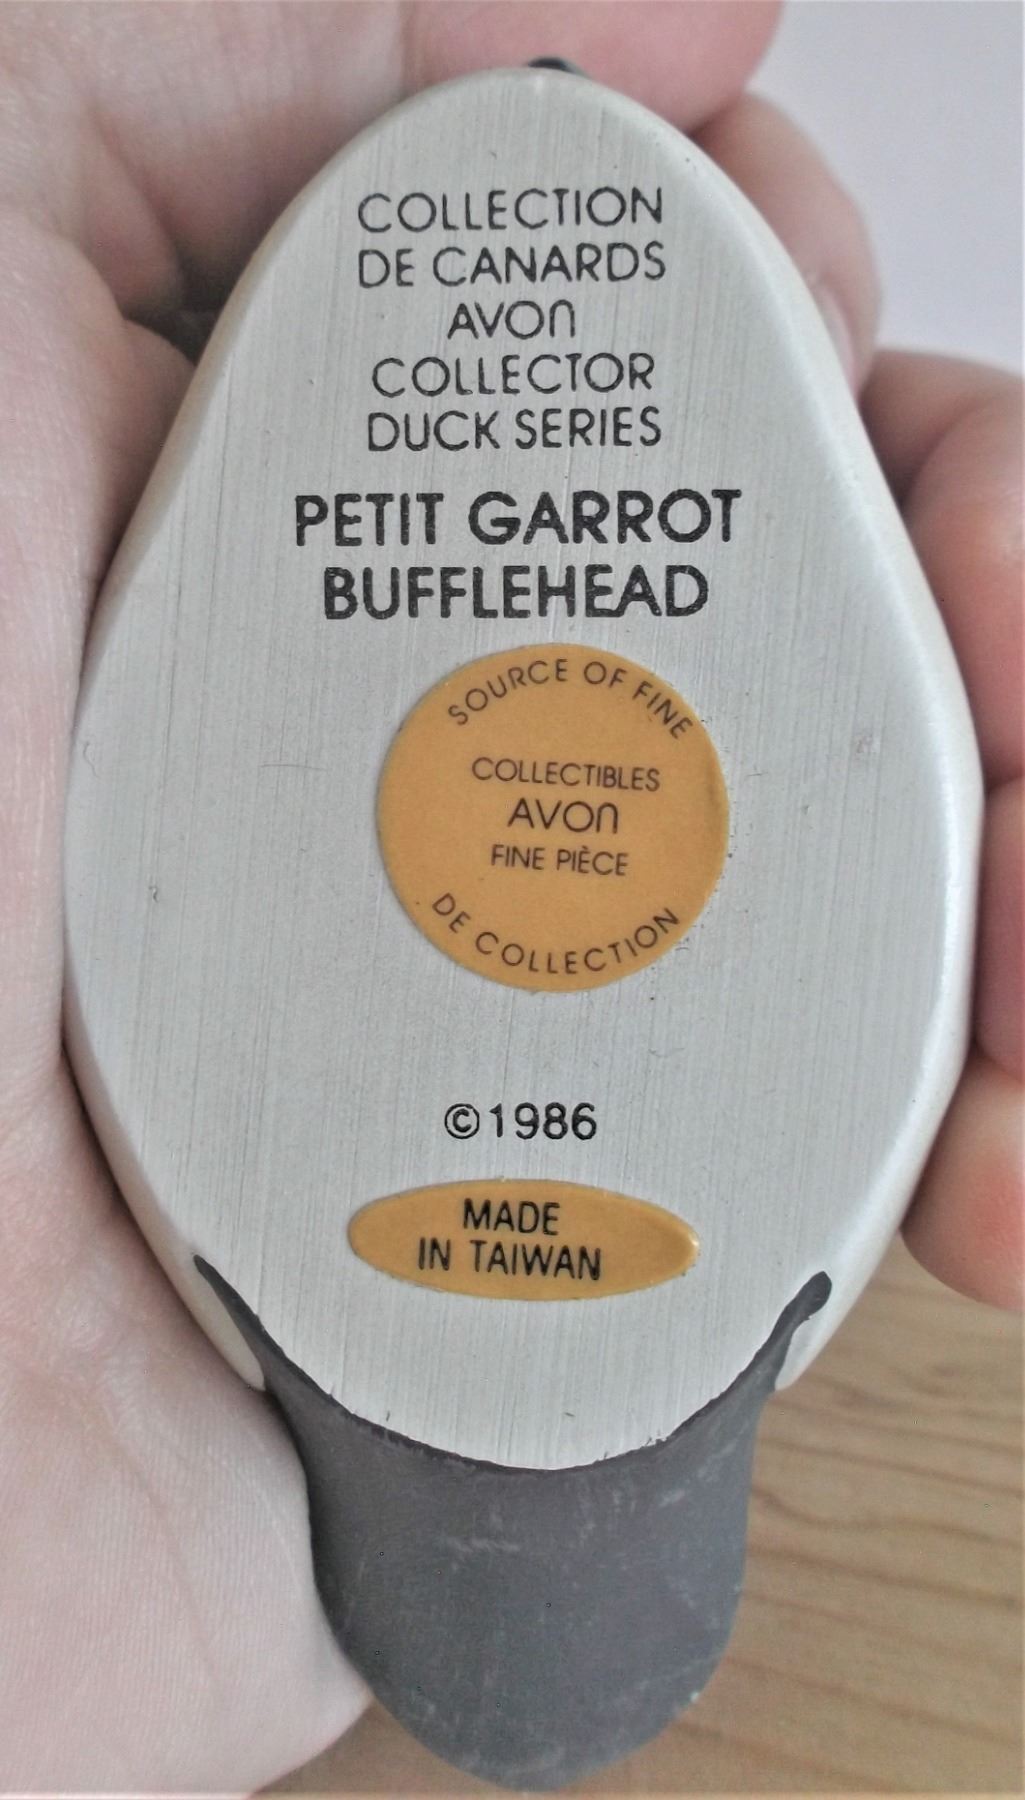 COLLECTION
DE CANARDS
AVON
COLLECTOR
DUCK SERIES
PETIT GARROT
BUFFLEHEAD
SOURCE OF FINE
COLLECTIBLES
AVON
FINE PIÈCE
DE COLLECTION
©1986
MADE
IN TAIWAN